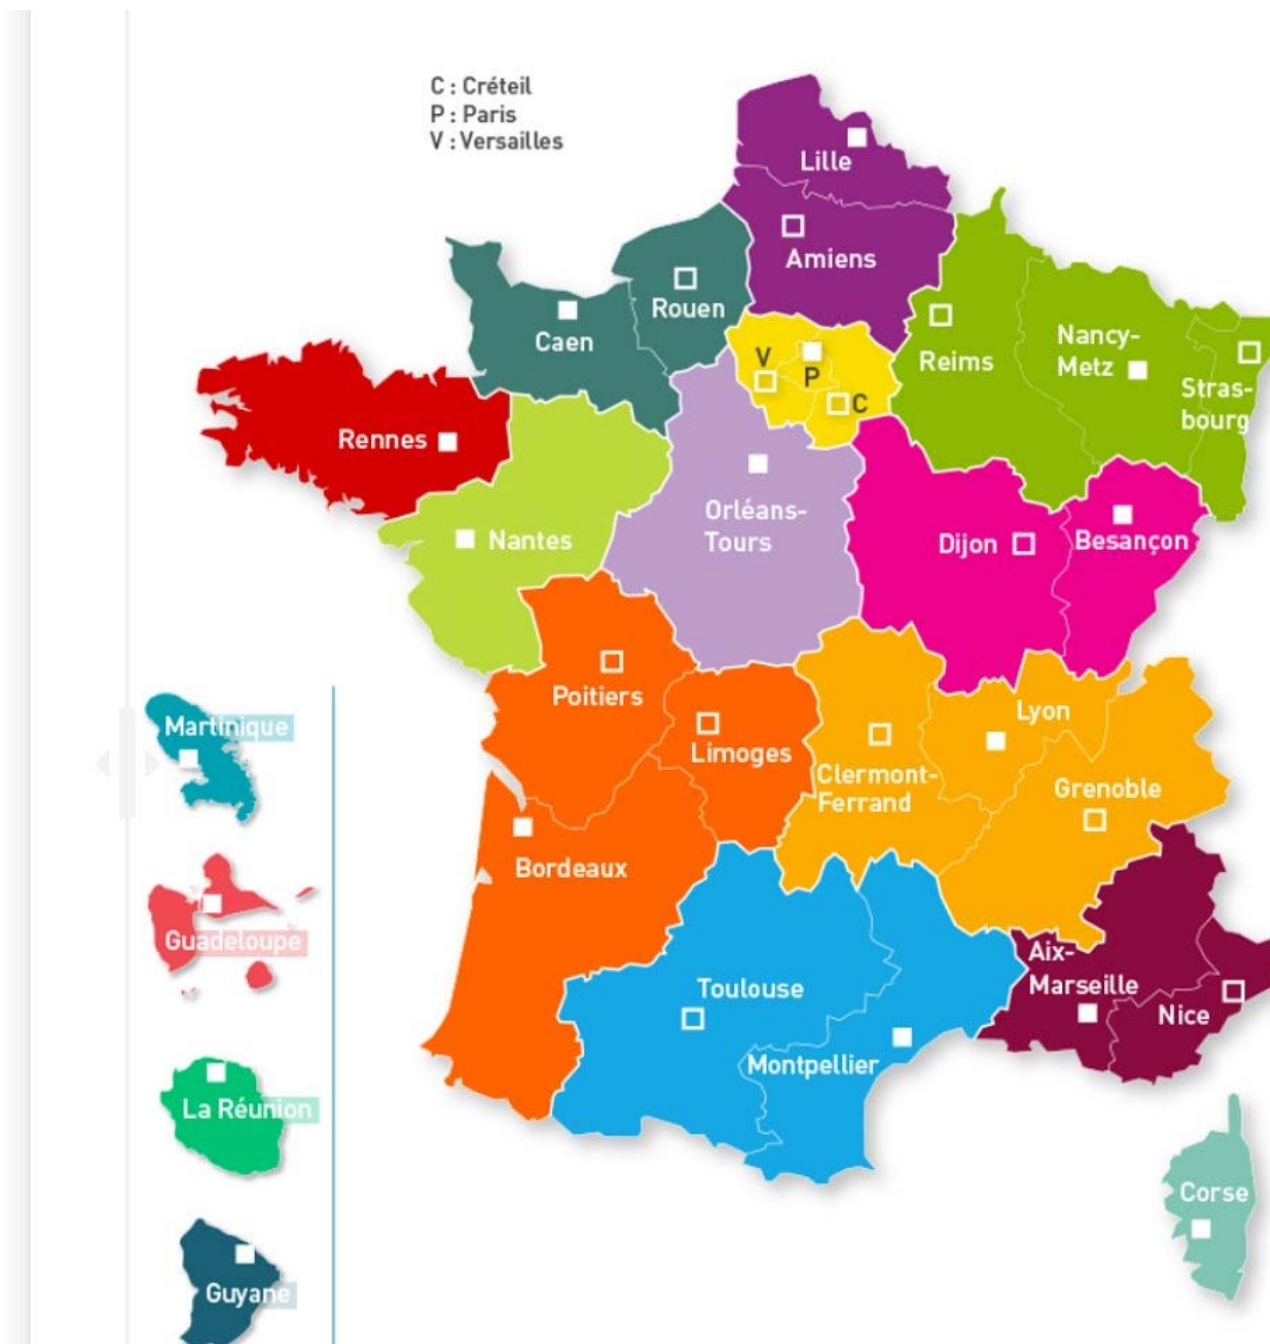 C : Créteil
P : Paris
V : Versailles
Lille
Amiens
Rouen
Caen
Reims
Nancy-
Metz
Stras-
bourg
V
P
C
Rennes
Nantes
Orléans-
Tours
Dijon
Besançon
Poitiers
Limoges
Clermont-
Ferrand
Lyon
Grenoble
Bordeaux
Toulouse
Montpellier
Aix-
Marseille
Nice
Corse
Martinique
Guadeloupe
La Réunion
Guyane